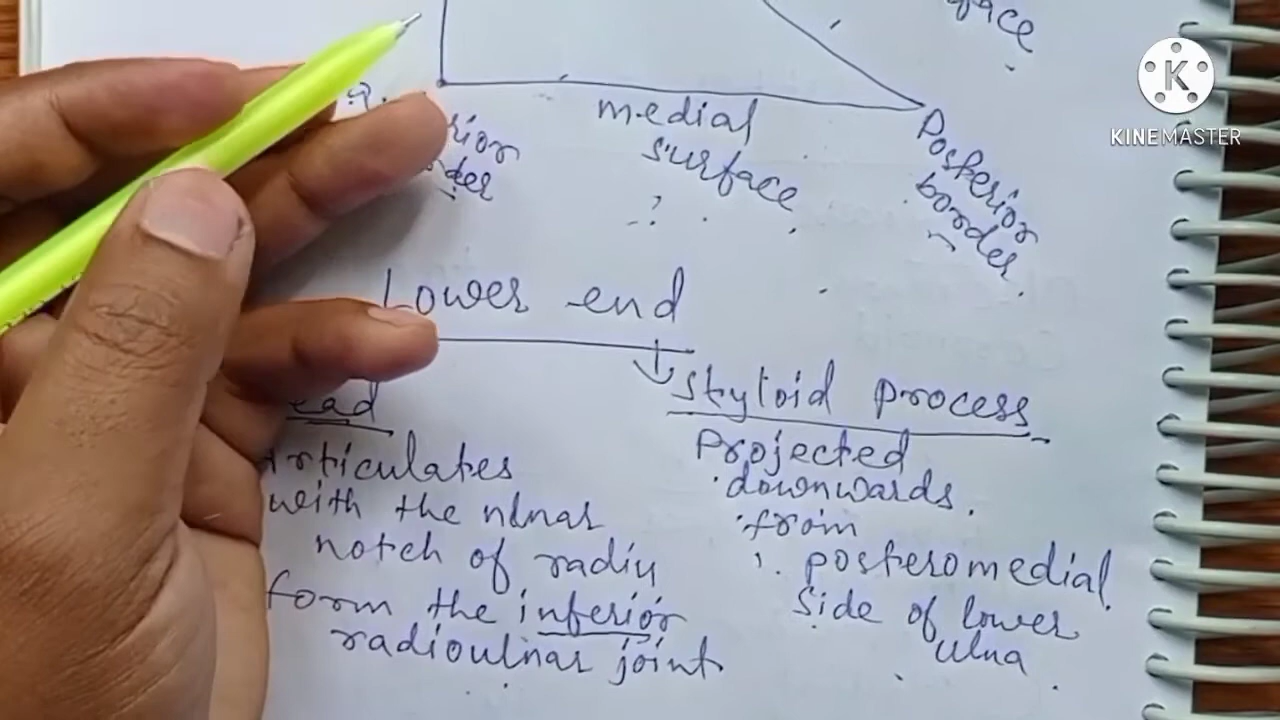 medial
surface
Posterior
border
Lower end
Styloid process
Projected
downwards.
from
posteromedial
side of lower
ulna
articulates
with the ulnar
notch of radiu
form the inferior
radioulnar joint
KINEMASTER